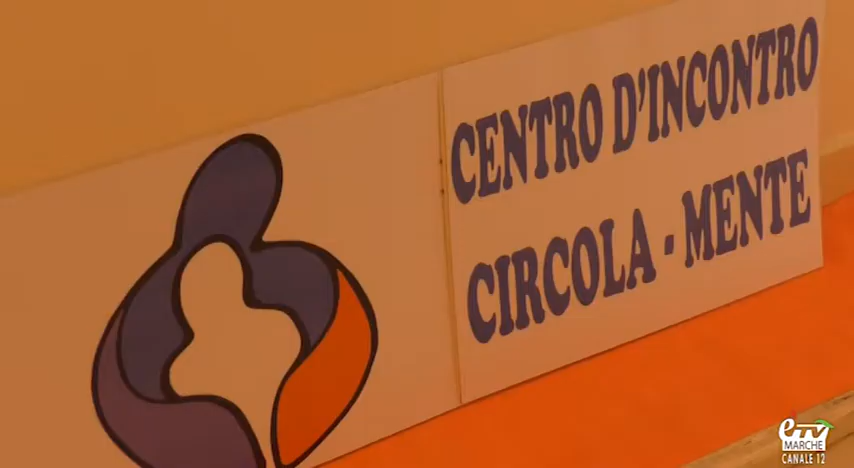 CENTRO D'INCONTRO
CIRCOLA - MENTE
eTV
MARCHE
CANALE 12